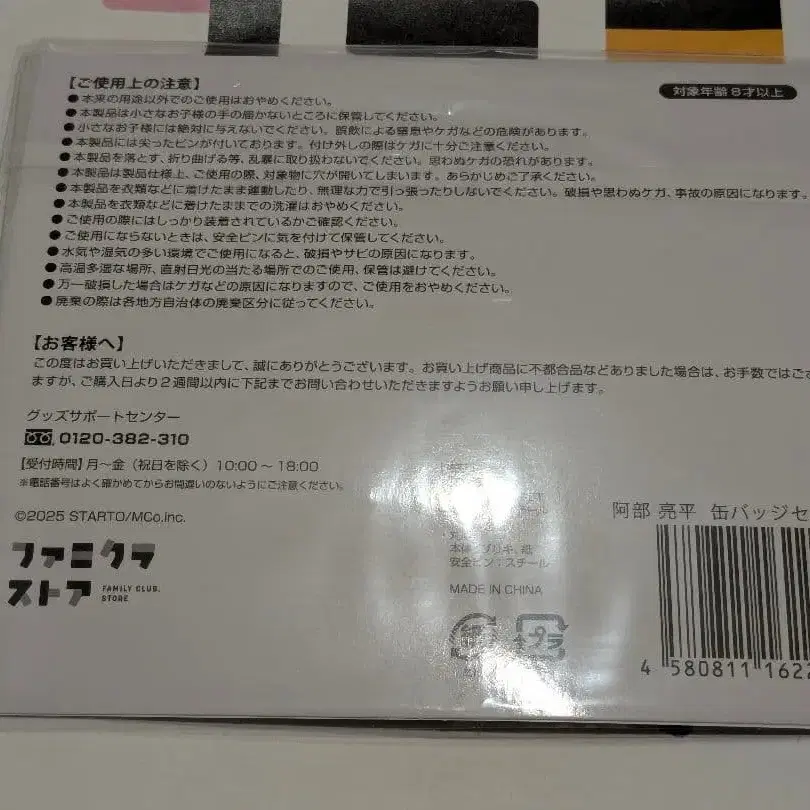 【ご使用上の注意】
対象年齢8才以上
●本来の用途以外でのご使用はおやめください。
●本製品は小さなお子様の手の届かないところに保管してください。
●小さなお子様には絶対に与えないでください。誤飲による窒息やケガなどの危険があります。
●本製品には尖ったピンが付いております。付け外しの際はケガに十分ご注意ください。
●本製品を落とす、折り曲げる等、乱暴に取り扱わないでください。思わぬケガの恐れがあります。
●本製品は製品仕様上、ご使用の際、対象物に穴が開いてしまいます。あらかじめご了承ください。
●本製品を衣類などに着けたまま運動したり、無理な力で引っ張ったりしないでください。破損や思わぬケガ、事故の原因になります。
●本製品を衣類などに着けたままでの洗濯はおやめください。
●ご使用の際にはしっかり装着されているかご確認ください。
●ご使用にならないときは、安全ピンに気を付けて保管してください。
●水気や湿気の多い環境でご使用になると、破損やサビの原因になります。
●高温多湿な場所、直射日光の当たる場所でのご使用、保管は避けてください。
●万一破損した場合はケガなどの原因になりますので、ご使用をおやめください。
●廃棄の際は各地方自治体の廃棄区分に従ってください。
【お客様へ】
この度はお買い上げいただきまして、誠にありがとうございます。お買い上げ商品に不都合品などありました場合は、お手数ではござ
ますが、ご購入日より2週間以内に下記までお問い合わせいただきますようお願い申し上げます。
グッズサポートセンター
0120-382-310
【受付時間】月〜金（祝日を除く）10:00〜18:00
※電話番号はよく確かめてからお間違いのないようにご注意ください。
©2025 STARTO/MCo,Inc.
ファミクラ
ストア FAMILY CLUB STORE
本体:ブリキ、紙
安全ピン:スチール
MADE IN CHINA
プラ
阿部 亮平 缶バッジセ
4 580811 1622